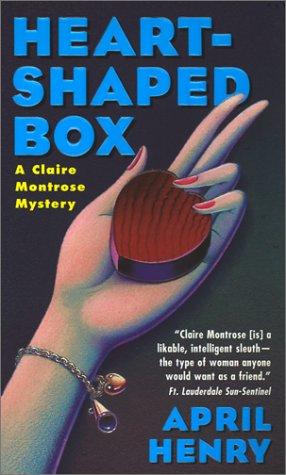 HEART-
SHAPED
BOX
A Claire
Montrose
Mystery
“Claire Montrose [is] a
likable, intelligent sleuth—
the type of woman anyone
would want as a friend.”
Ft. Lauderdale Sun-Sentinel
APRIL
HENRY